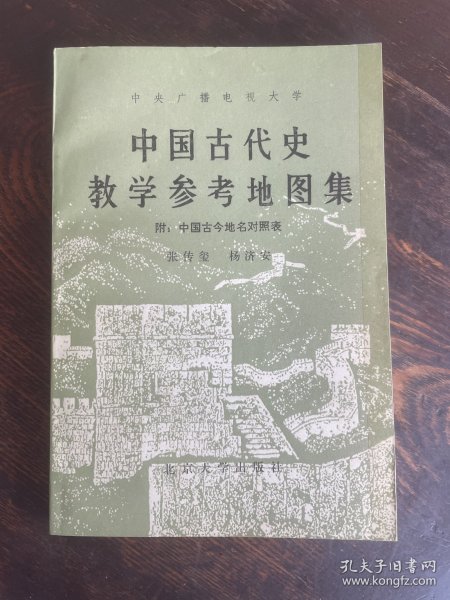 中央广播电视大学
中国古代史
教学参考地图集
附：中国古今地名对照表
张传玺 杨济安
北京大学出版社
孔夫子旧书网
www.kongfz.com